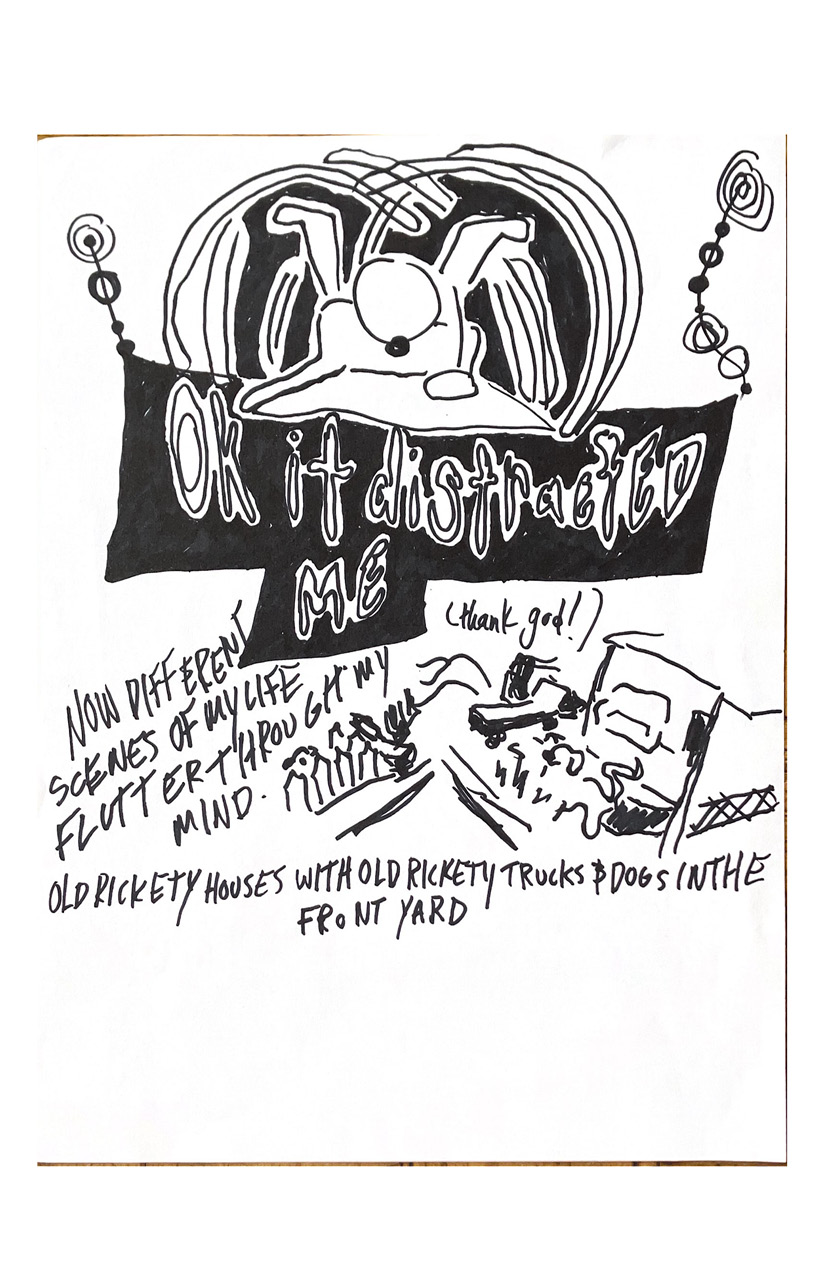 OK it distracted
ME
(thank god!)
NOW DIFFERENT
SCENES OF MY LIFE
FLUTTER THROUGH MY
MIND.
OLD RICKETY HOUSES WITH OLD RICKETY TRUCKS & DOGS IN THE
FRONT YARD